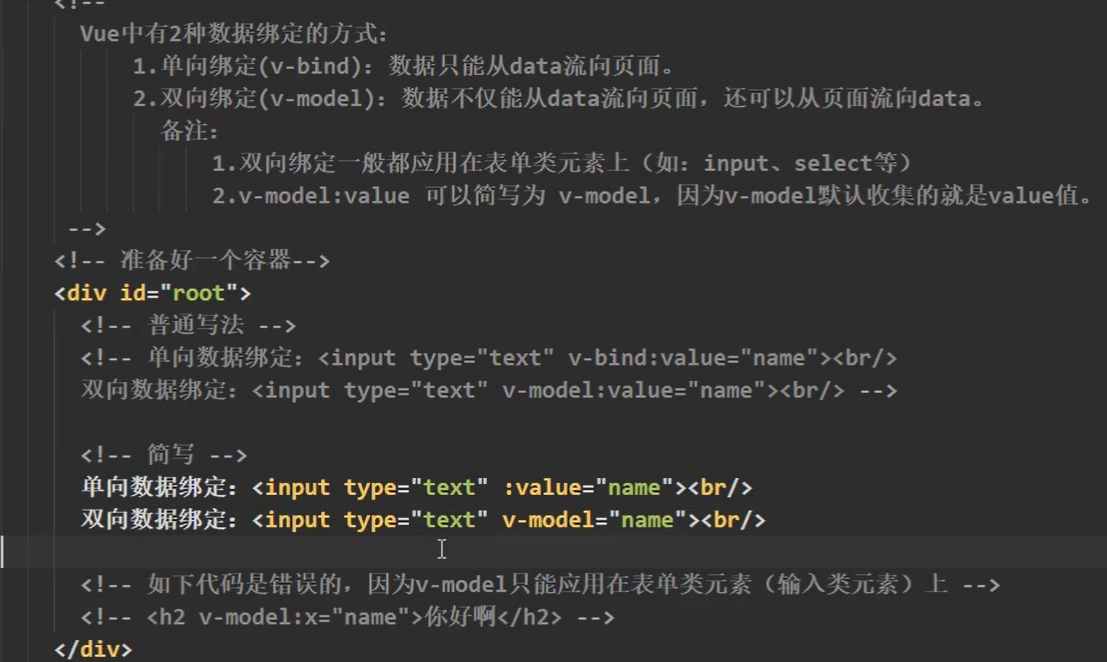 <!--
Vue中有2种数据绑定的方式:
1.单向绑定(v-bind): 数据只能从data流向页面。
2.双向绑定(v-model): 数据不仅能从data流向页面，还可以从页面流向data。
备注:
1.双向绑定一般都应用在表单类元素上（如: input、select等）
2.v-model:value 可以简写为 v-model，因为v-model默认收集的就是value值。
-->
<!-- 准备好一个容器-->
<div id="root">
<!-- 普通写法 -->
<!-- 单向数据绑定: <input type="text" v-bind:value="name"><br/>
双向数据绑定: <input type="text" v-model:value="name"><br/> -->
<!-- 简写 -->
单向数据绑定: <input type="text" :value="name"><br/>
双向数据绑定: <input type="text" v-model="name"><br/>
<!-- 如下代码是错误的，因为v-model只能应用在表单类元素（输入类元素）上 -->
<!-- <h2 v-model:x="name">你好啊</h2> -->
</div>